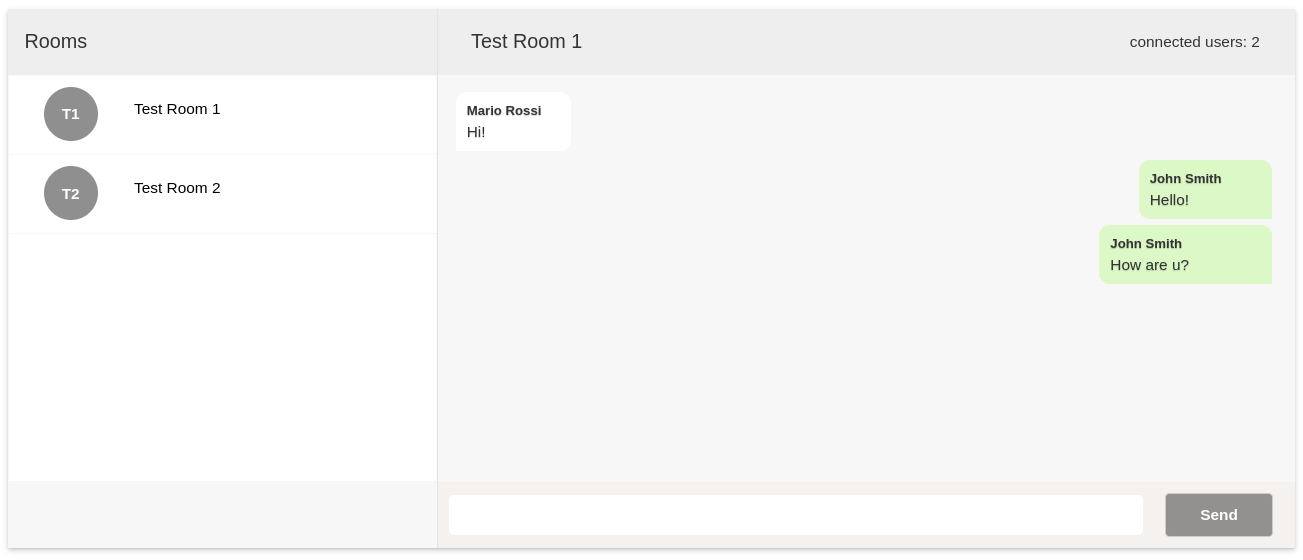 Rooms
Test Room 1
connected users: 2
T1
Test Room 1
T2
Test Room 2
Mario Rossi
Hi!
John Smith
Hello!
John Smith
How are u?
Send